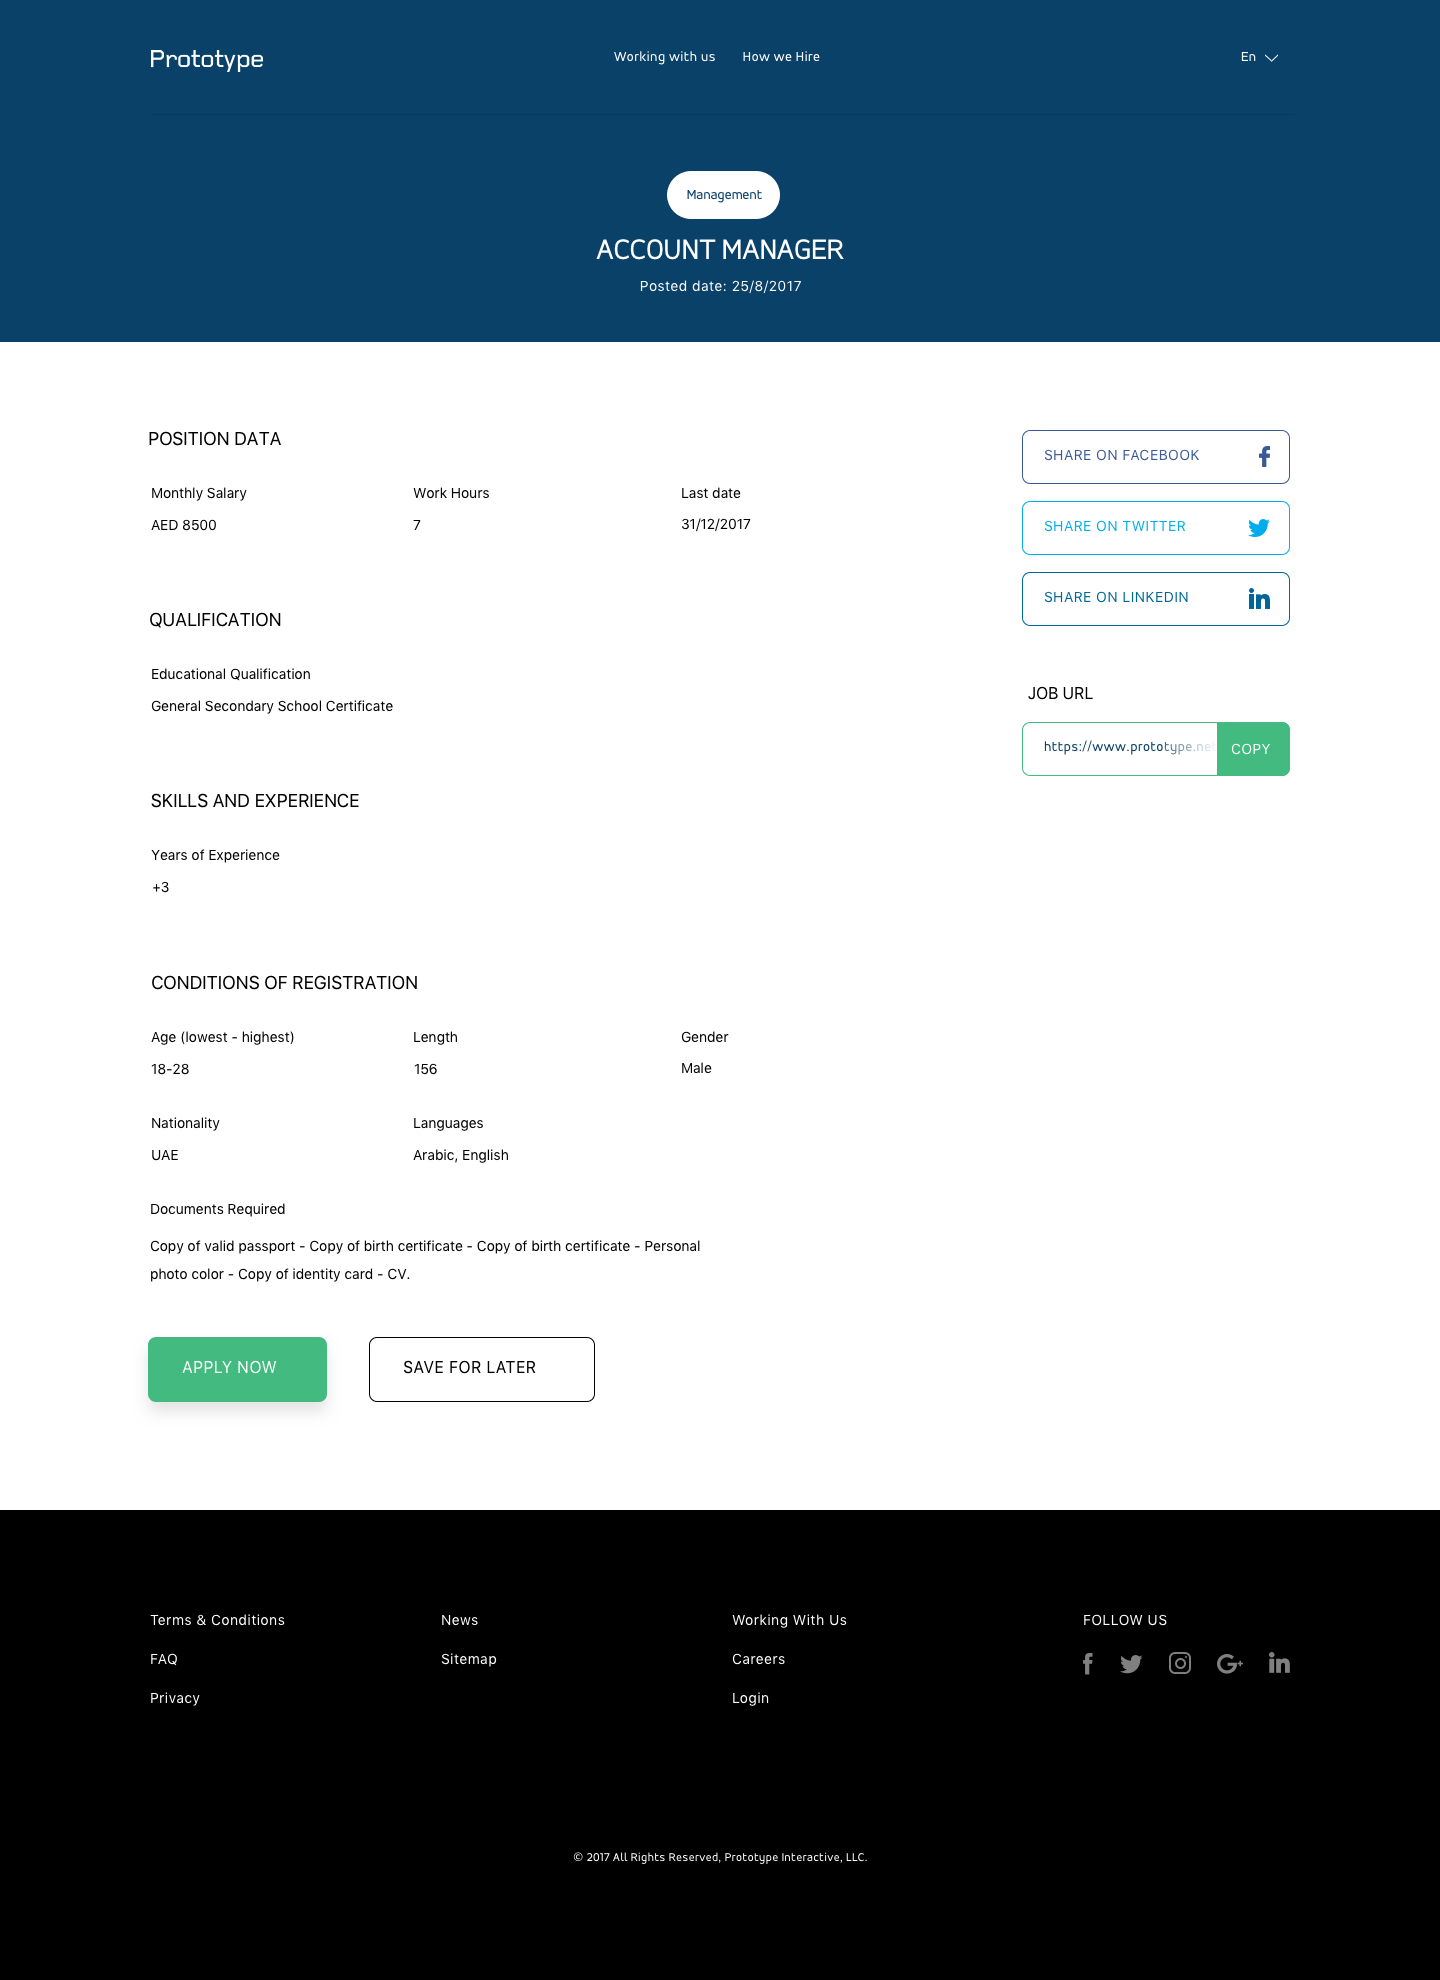 Prototype
Working with us
How we Hire
En
Management
ACCOUNT MANAGER
Posted date: 25/8/2017
POSITION DATA
Monthly Salary
Work Hours
Last date
AED 8500
7
31/12/2017
QUALIFICATION
Educational Qualification
General Secondary School Certificate
SKILLS AND EXPERIENCE
Years of Experience
+3
CONDITIONS OF REGISTRATION
Age (lowest - highest)
Length
Gender
18-28
156
Male
Nationality
Languages
UAE
Arabic, English
Documents Required
Copy of valid passport - Copy of birth certificate - Copy of birth certificate - Personal
photo color - Copy of identity card - CV.
APPLY NOW
SAVE FOR LATER
SHARE ON FACEBOOK
SHARE ON TWITTER
SHARE ON LINKEDIN
JOB URL
https://www.prototype.net
COPY
Terms & Conditions
FAQ
Privacy
News
Sitemap
Working With Us
Careers
Login
FOLLOW US
© 2017 All Rights Reserved, Prototype Interactive, LLC.